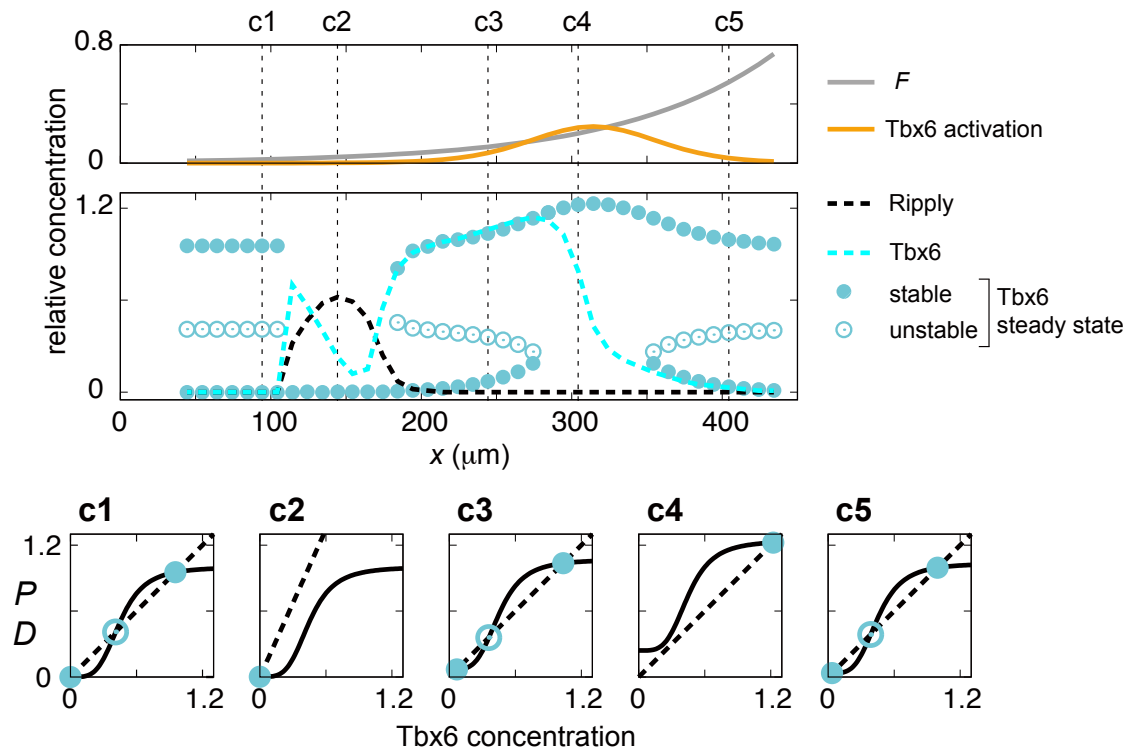 c1 c2 c3 c4 c5
0.8
0
relative concentration
1.2
0
0 100 200 300 400
x (μm)
F
Tbx6 activation
Ripply
Tbx6
stable
unstable
Tbx6
steady state
c1 c2 c3 c4 c5
1.2
P
D
0
0 1.2 0 1.2 0 1.2 0 1.2 0 1.2
Tbx6 concentration